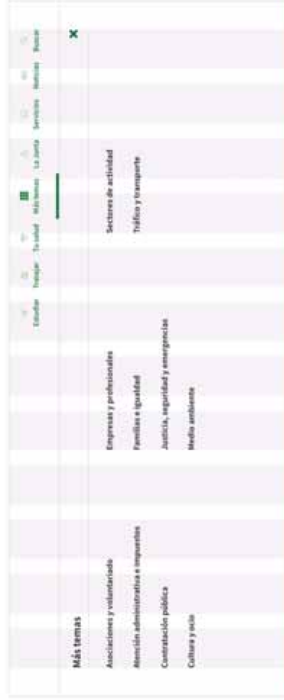 Estudiar Trabajar Tu salud Más temas La Junta Servicios Noticias Buscar
Más temas
Asociaciones y voluntariado
Atención administrativa e impuestos
Contratación pública
Cultura y ocio
Empresas y profesionales
Familias e igualdad
Justicia, seguridad y emergencias
Medio ambiente
Sectores de actividad
Tráfico y transporte